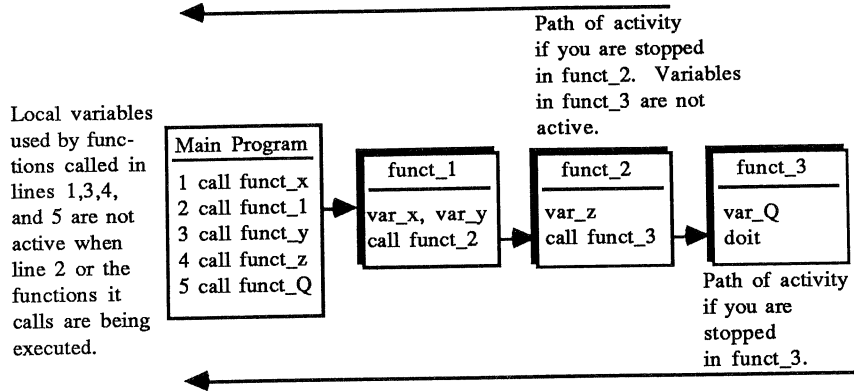 Path of activity
if you are stopped
in funct_2. Variables
in funct_3 are not
active.
Local variables
used by func-
tions called in
lines 1,3,4,
and 5 are not
active when
line 2 or the
functions it
calls are being
executed.
Main Program
1 call funct_x
2 call funct_1
3 call funct_y
4 call funct_z
5 call funct_Q
funct_1
var_x, var_y
call funct_2
funct_2
var_z
call funct_3
funct_3
var_Q
doit
Path of activity
if you are
stopped
in funct_3.